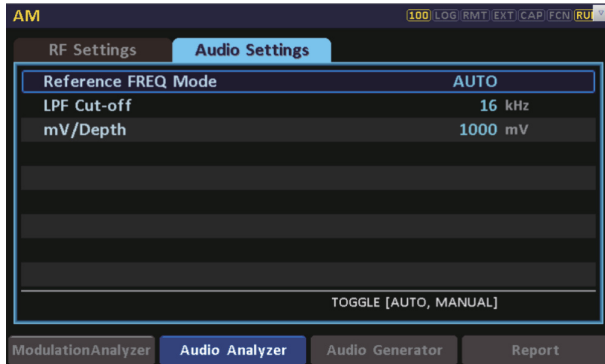 AM 100 LOG RMT EXT CAP FCN
RF Settings Audio Settings
Reference FREQ Mode AUTO
LPF Cut-off 16 kHz
mV/Depth 1000 mV
TOGGLE [AUTO, MANUAL]
ModulationAnalyzer Audio Analyzer Audio Generator Report